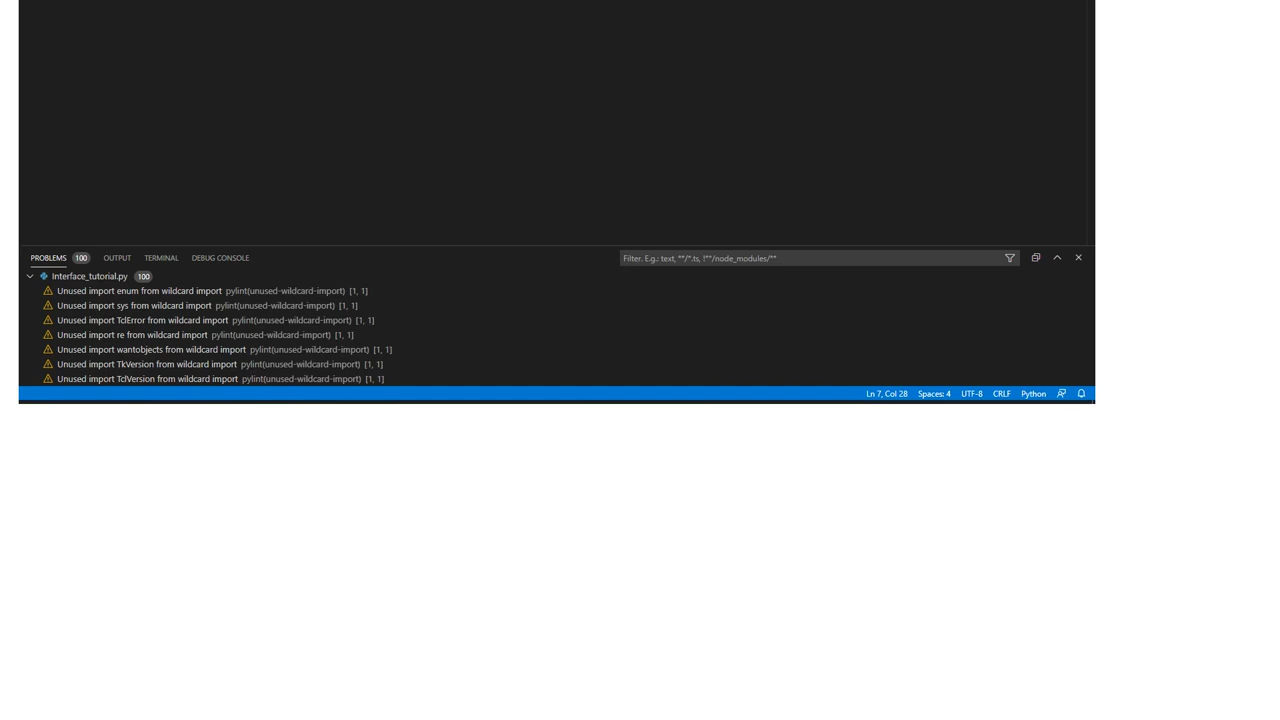 PROBLEMS 100 OUTPUT TERMINAL DEBUG CONSOLE Filter. E.g.: text, **/*.ts, !**/node_modules/**
Interface_tutorial.py 100
Unused import enum from wildcard import pylint(unused-wildcard-import) [1, 1]
Unused import sys from wildcard import pylint(unused-wildcard-import) [1, 1]
Unused import TclError from wildcard import pylint(unused-wildcard-import) [1, 1]
Unused import re from wildcard import pylint(unused-wildcard-import) [1, 1]
Unused import wantobjects from wildcard import pylint(unused-wildcard-import) [1, 1]
Unused import TkVersion from wildcard import pylint(unused-wildcard-import) [1, 1]
Unused import TclVersion from wildcard import pylint(unused-wildcard-import) [1, 1]
Ln 7, Col 28 Spaces: 4 UTF-8 CRLF Python